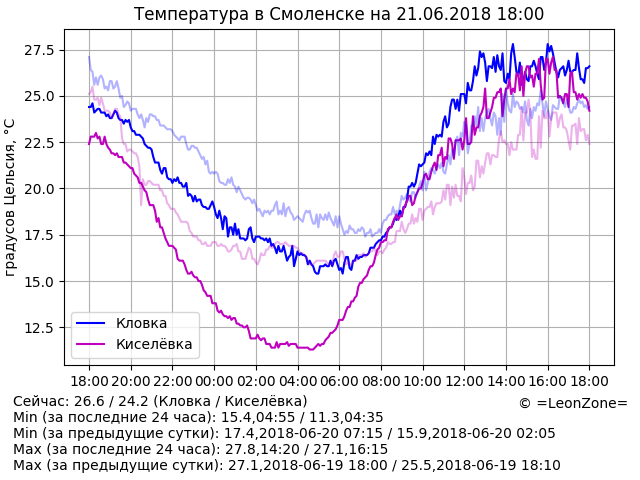 Температура в Смоленске на 21.06.2018 18:00
градусов Цельсия, °C
27.5
25.0
22.5
20.0
17.5
15.0
12.5
Кловка
Киселёвка
18:00 20:00 22:00 00:00 02:00 04:00 06:00 08:00 10:00 12:00 14:00 16:00 18:00
Сейчас: 26.6 / 24.2 (Кловка / Киселёвка)
© =LeonZone=
Min (за последние 24 часа): 15.4,04:55 / 11.3,04:35
Min (за предыдущие сутки): 17.4,2018-06-20 07:15 / 15.9,2018-06-20 02:05
Max (за последние 24 часа): 27.8,14:20 / 27.1,16:15
Max (за предыдущие сутки): 27.1,2018-06-19 18:00 / 25.5,2018-06-19 18:10